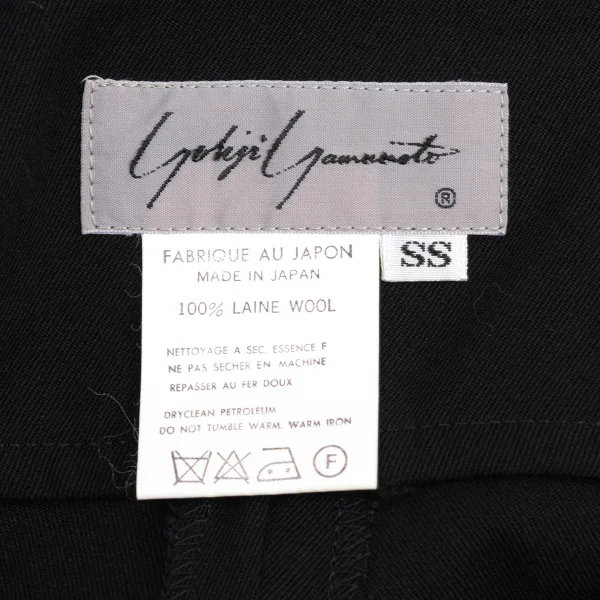 Yohji Yamamoto
®
SS
FABRIQUE AU JAPON
MADE IN JAPAN
100% LAINE WOOL
NETTOYAGE A SEC. ESSENCE F
NE PAS SECHER EN MACHINE
REPASSER AU FER DOUX
DRYCLEAN PETROLEUM
DO NOT TUMBLE WARM. WARM IRON
F